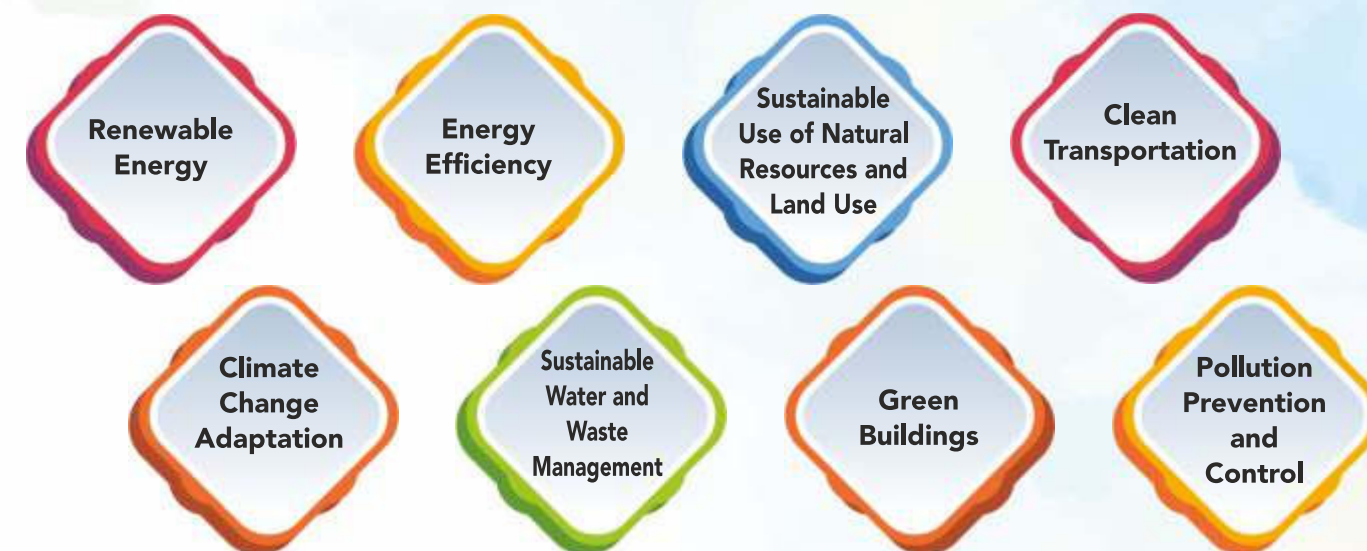 Renewable
Energy
Energy
Efficiency
Sustainable
Use of Natural
Resources and
Land Use
Clean
Transportation
Climate
Change
Adaptation
Sustainable
Water and
Waste
Management
Green
Buildings
Pollution
Prevention
and
Control